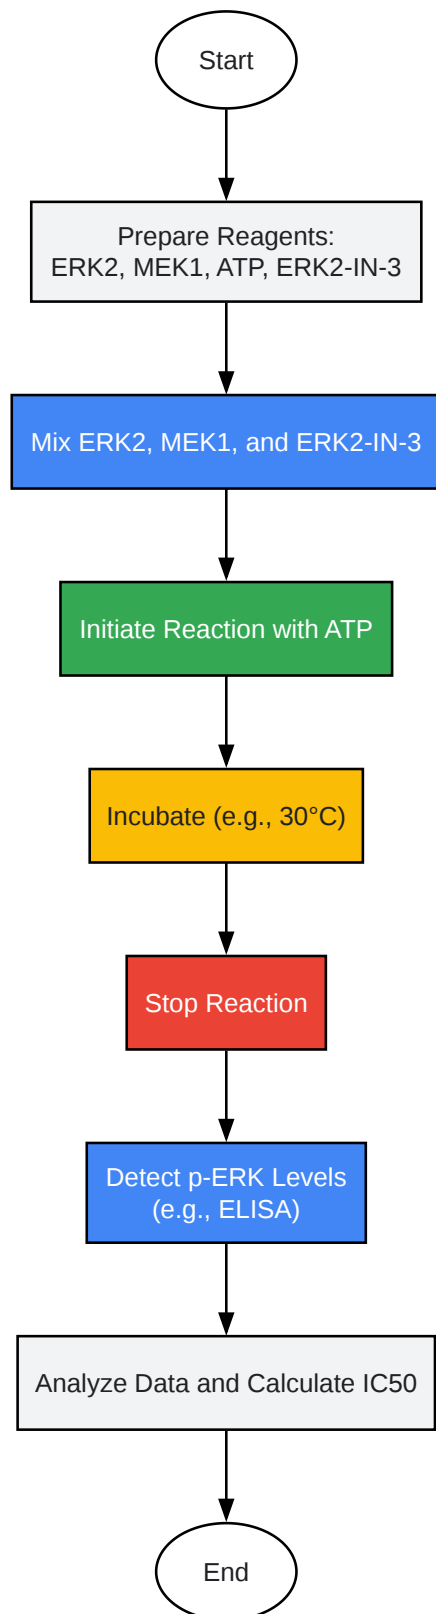 Start
Prepare Reagents:
ERK2, MEK1, ATP, ERK2-IN-3
Mix ERK2, MEK1, and ERK2-IN-3
Initiate Reaction with ATP
Incubate (e.g., 30°C)
Stop Reaction
Detect p-ERK Levels
(e.g., ELISA)
Analyze Data and Calculate IC50
End